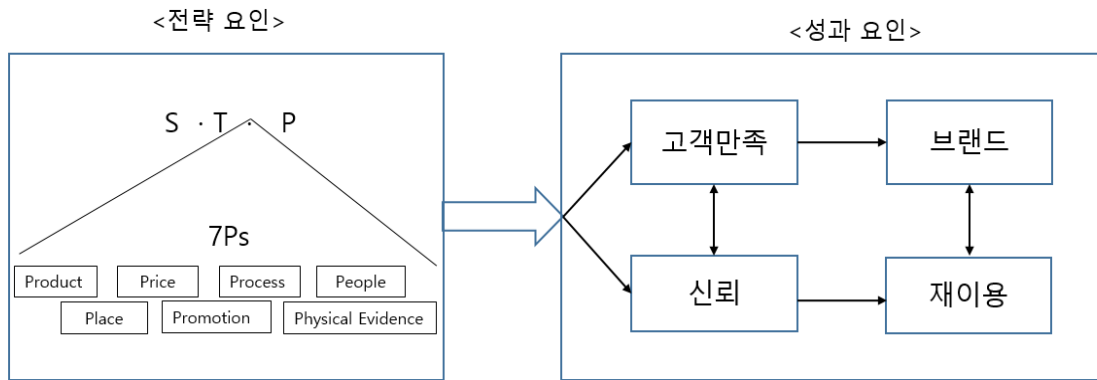 <전략 요인>
<성과 요인>
S · T · P
7Ps
Product
Price
Process
People
Place
Promotion
Physical Evidence
고객만족
브랜드
신뢰
재이용